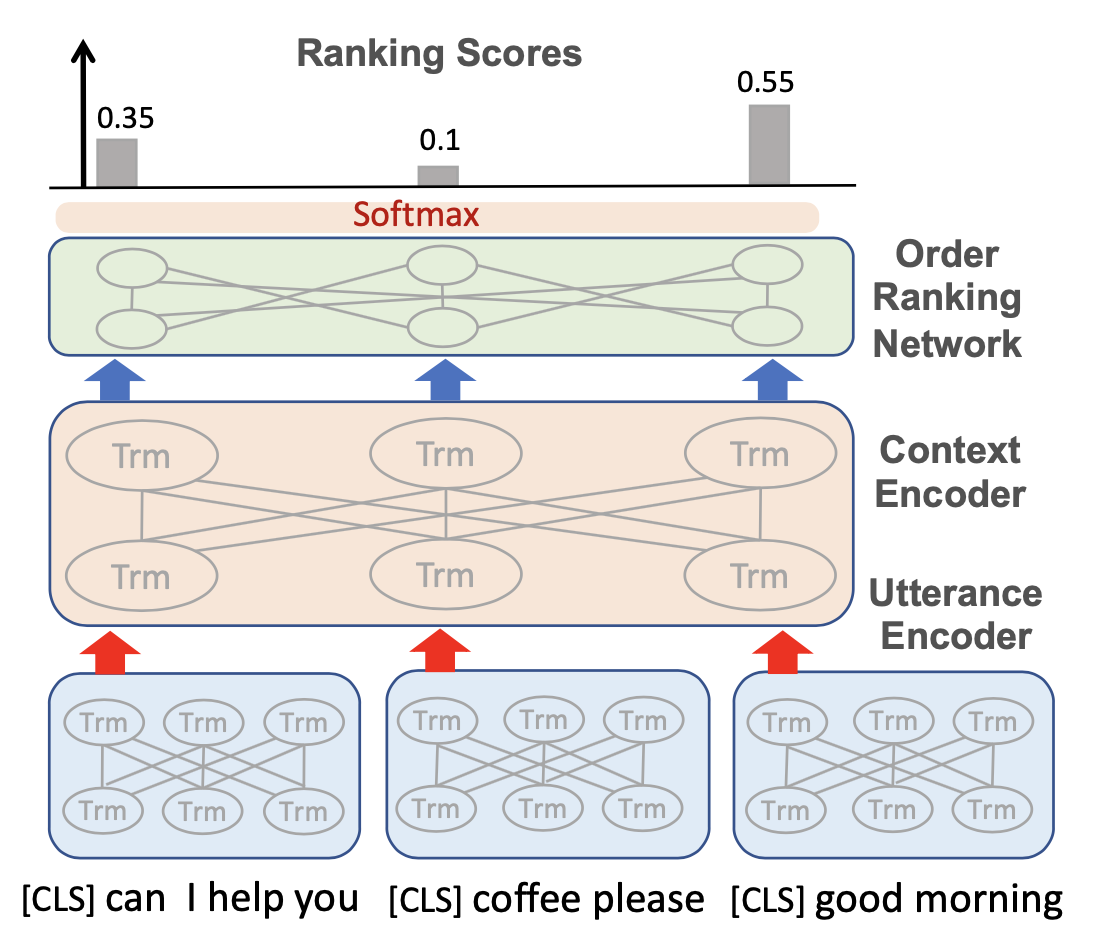 Ranking Scores
0.35
0.1
0.55
Softmax
Order
Ranking
Network
Trm Trm Trm
Context
Encoder
Trm Trm Trm
Utterance
Encoder
Trm Trm Trm Trm Trm Trm Trm Trm Trm
Trm Trm Trm Trm Trm Trm Trm Trm Trm
[CLS] can I help you [CLS] coffee please [CLS] good morning